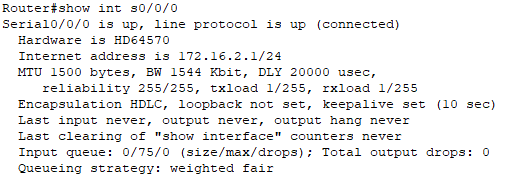 Router#show int s0/0/0
Serial0/0/0 is up, line protocol is up (connected)
  Hardware is HD64570
  Internet address is 172.16.2.1/24
  MTU 1500 bytes, BW 1544 Kbit, DLY 20000 usec,
     reliability 255/255, txload 1/255, rxload 1/255
  Encapsulation HDLC, loopback not set, keepalive set (10 sec)
  Last input never, output never, output hang never
  Last clearing of "show interface" counters never
  Input queue: 0/75/0 (size/max/drops); Total output drops: 0
  Queueing strategy: weighted fair